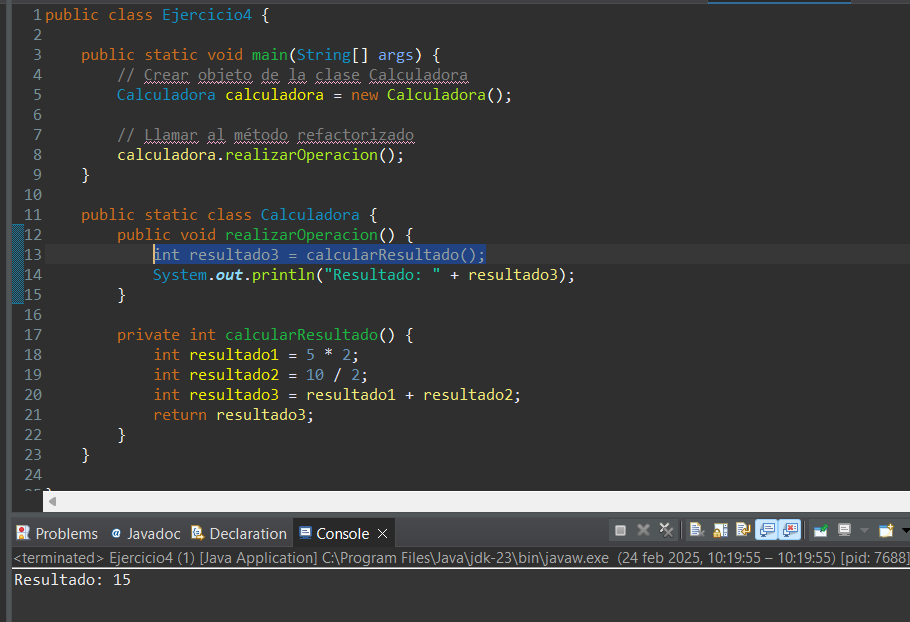 1 public class Ejercicio4 {
2
3 public static void main(String[] args) {
4 // Crear objeto de la clase Calculadora
5 Calculadora calculadora = new Calculadora();
6
7 // Llamar al método refactorizado
8 calculadora.realizarOperacion();
9 }
10
11 public static class Calculadora {
12 public void realizarOperacion() {
13 int resultado3 = calcularResultado();
14 System.out.println("Resultado: " + resultado3);
15 }
16
17 private int calcularResultado() {
18 int resultado1 = 5 * 2;
19 int resultado2 = 10 / 2;
20 int resultado3 = resultado1 + resultado2;
21 return resultado3;
22 }
23 }
24
Problems Javadoc Declaration Console
<terminated> Ejercicio4 (1) [Java Application] C:\Program Files\Java\jdk-23\bin\javaw.exe (24 feb 2025, 10:19:55 – 10:19:55) [pid: 7688]
Resultado: 15